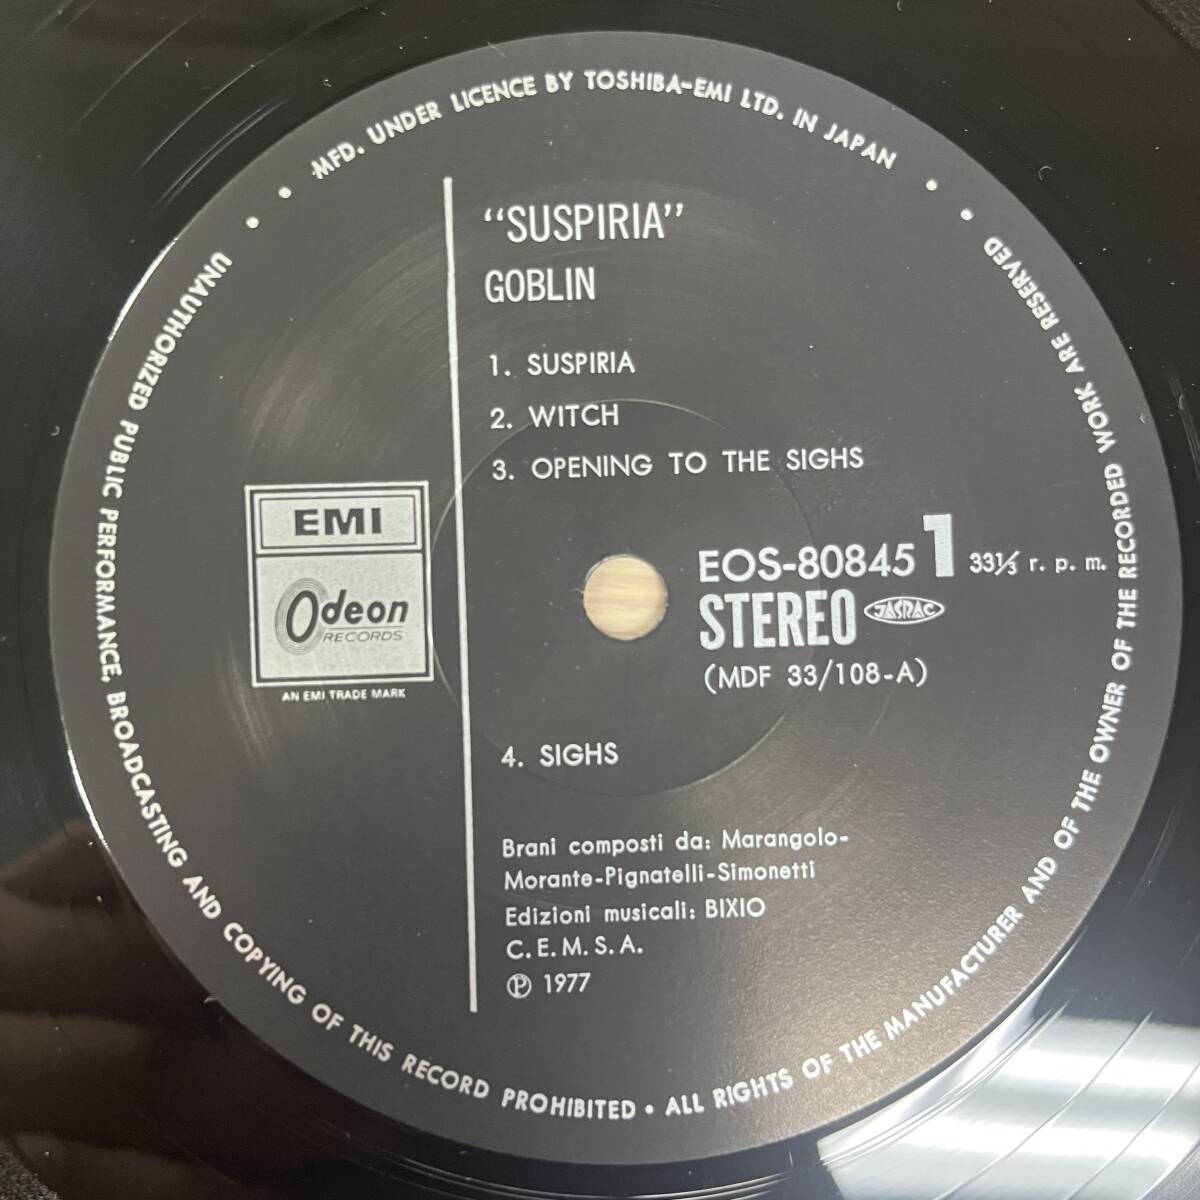 MFD. UNDER LICENCE BY TOSHIBA-EMI LTD. IN JAPAN
"SUSPIRIA"
GOBLIN
1. SUSPIRIA
2. WITCH
3. OPENING TO THE SIGHS
EMI
Odeon
RECORDS
AN EMI TRADE MARK
EOS-80845 1 33⅓ r. p. m.
STEREO JASRAC
(MDF 33/108-A)
4. SIGHS
Brani composti da: Marangolo-
Morante-Pignatelli-Simonetti
Edizioni musicali: BIXIO
C. E. M. S. A.
℗ 1977
UNAUTHORIZED PUBLIC PERFORMANCE, BROADCASTING AND COPYING OF THIS RECORD PROHIBITED • ALL RIGHTS OF THE MANUFACTURER AND OF THE OWNER OF THE RECORDED WORK ARE RESERVED